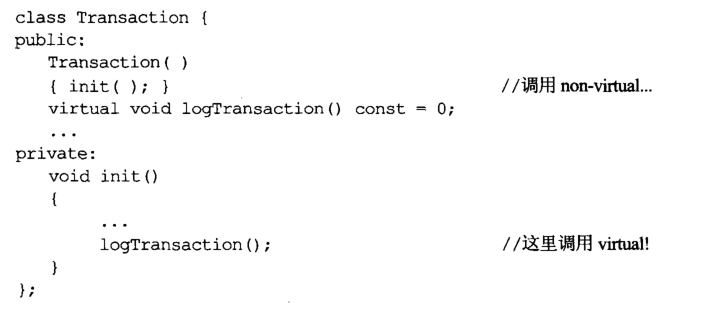 class Transaction {
public:
Transaction( )
{ init( ); } //调用 non-virtual...
virtual void logTransaction() const = 0;
...
private:
void init()
{
...
logTransaction(); //这里调用 virtual!
}
};